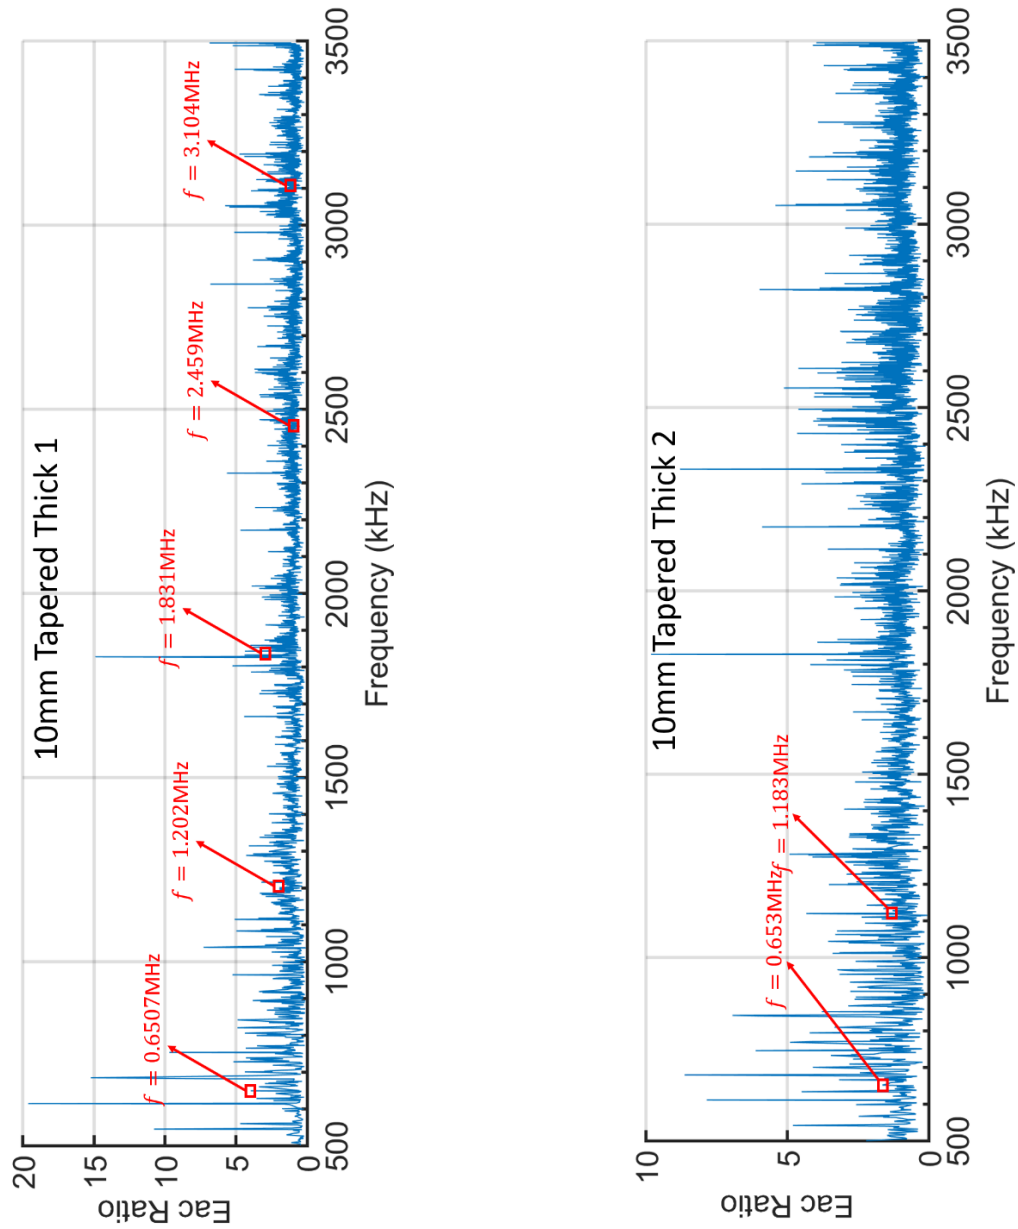 10mm Tapered Thick 1
Eac Ratio
20
15
10
5
0
f = 0.6507MHz
f = 1.202MHz
f = 1.831MHz
f = 2.459MHz
f = 3.104MHz
500
1000
1500
2000
2500
3000
3500
Frequency (kHz)
10mm Tapered Thick 2
Eac Ratio
10
5
0
f = 0.653MHz
f = 1.183MHz
500
1000
1500
2000
2500
3000
3500
Frequency (kHz)